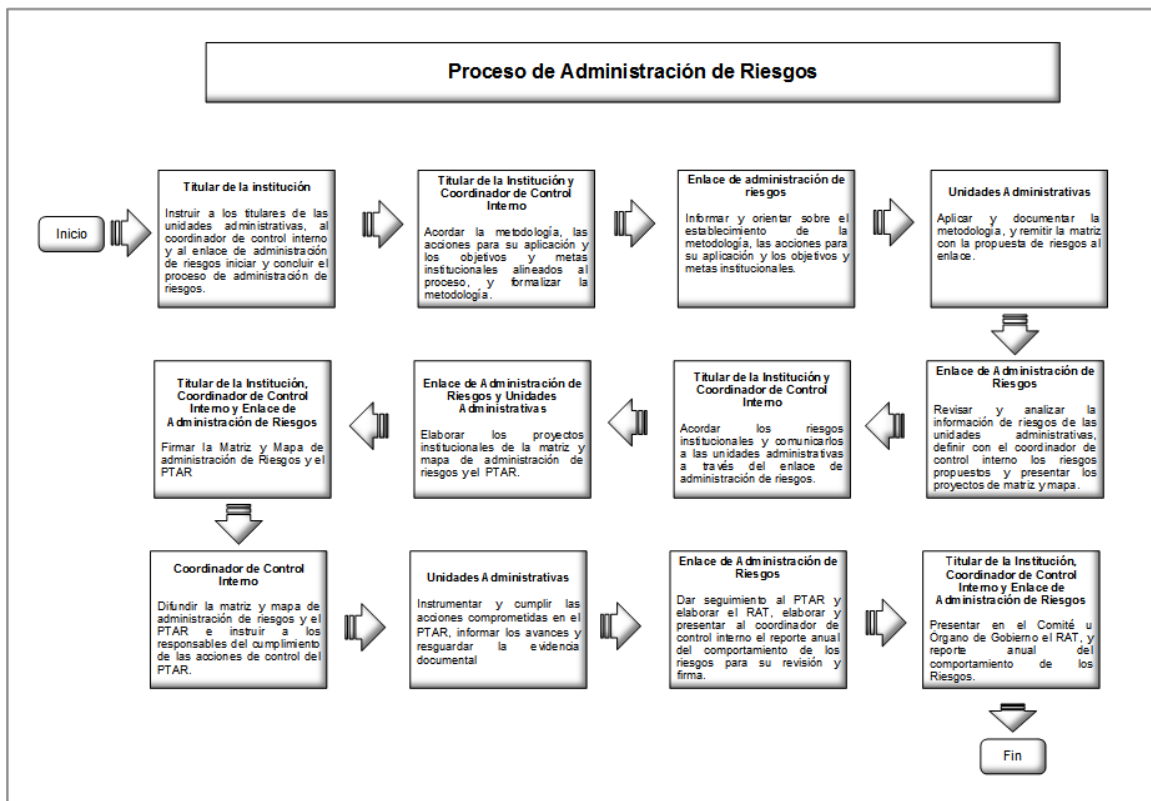 Proceso de Administración de Riesgos
Inicio
Titular de la institución
Instruir a los titulares de las
unidades administrativas, al
coordinador de control interno
y al enlace de administración
de riesgos iniciar y concluir el
proceso de administración de
riesgos.
Titular de la Institución y
Coordinador de Control
Interno
Acordar la metodología, las
acciones para su aplicación y
los objetivos y metas
institucionales alineados al
proceso, y formalizar la
metodología.
Enlace de administración de
riesgos
Informar y orientar sobre el
establecimiento de la
metodología, las acciones para
su aplicación y los objetivos y
metas institucionales.
Unidades Administrativas
Aplicar y documentar la
metodología, y remitir la matriz
con la propuesta de riesgos al
enlace.
Enlace de Administración de
Riesgos
Revisar y analizar la
información de riesgos de las
unidades administrativas,
definir con el coordinador de
control interno los riesgos
propuestos y presentar los
proyectos de matriz y mapa.
Titular de la Institución y
Coordinador de Control
Interno
Acordar los riesgos
institucionales y comunicarlos
a las unidades administrativas
a través del enlace de
administración de riesgos.
Enlace de Administración de
Riesgos y Unidades
Administrativas
Elaborar los proyectos
institucionales de la matriz y
mapa de administración de
riesgos y el PTAR.
Titular de la Institución,
Coordinador de Control
Interno y Enlace de
Administración de Riesgos
Firmar la Matriz y Mapa de
administración de Riesgos y el
PTAR
Coordinador de Control
Interno
Difundir la matriz y mapa de
administración de riesgos y el
PTAR e instruir a los
responsables del cumplimiento
de las acciones de control del
PTAR.
Unidades Administrativas
Instrumentar y cumplir las
acciones comprometidas en el
PTAR, informar los avances y
resguardar la evidencia
documental
Enlace de Administración de
Riesgos
Dar seguimiento al PTAR y
elaborar el RAT, elaborar y
presentar al coordinador de
control interno el reporte anual
del comportamiento de los
riesgos para su revisión y
firma.
Titular de la Institución,
Coordinador de Control
Interno y Enlace de
Administración de Riesgos
Presentar en el Comité u
Órgano de Gobierno el RAT, y
reporte anual del
comportamiento de los
Riesgos.
Fin